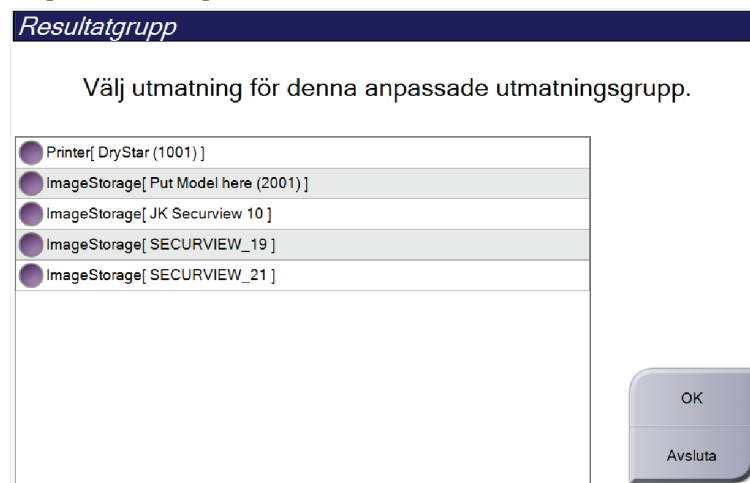 Resultatgrupp
Välj utmatning för denna anpassade utmatningsgrupp.
Printer[ DryStar (1001) ]
ImageStorage[ Put Model here (2001) ]
ImageStorage[ JK Securview 10 ]
ImageStorage[ SECURVIEW_19 ]
ImageStorage[ SECURVIEW_21 ]
OK
Avsluta